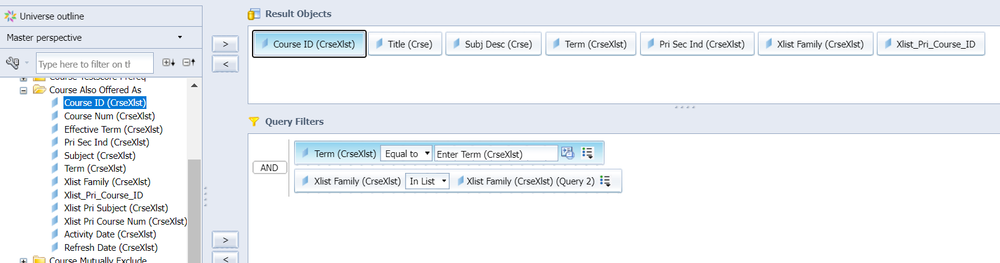 Universe outline
Master perspective
Type here to filter on th
Course Testscore Prereq
Course Also Offered As
Course ID (CrseXlst)
Course Num (CrseXlst)
Effective Term (CrseXlst)
Pri Sec Ind (CrseXlst)
Subject (CrseXlst)
Term (CrseXlst)
Xlist Family (CrseXlst)
Xlist_Pri_Course_ID
Xlist Pri Subject (CrseXlst)
Xlist Pri Course Num (CrseXlst)
Activity Date (CrseXlst)
Refresh Date (CrseXlst)
Course Mutually Exclude
>
<
>
<
Result Objects
Course ID (CrseXlst) Title (Crse) Subj Desc (Crse) Term (CrseXlst) Pri Sec Ind (CrseXlst) Xlist Family (CrseXlst) Xlist_Pri_Course_ID
Query Filters
AND
Term (CrseXlst) Equal to Enter Term (CrseXlst)
Xlist Family (CrseXlst) In List Xlist Family (CrseXlst) (Query 2)